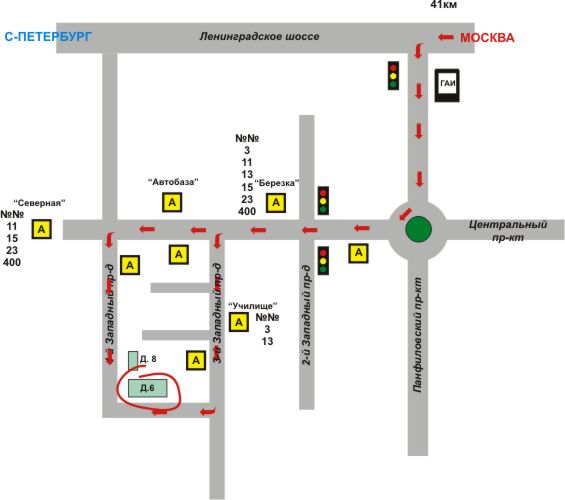 41км
С-ПЕТЕРБУРГ
Ленинградское шоссе
МОСКВА
ГАИ
№№
3
11
13
15
23
400
"Автобаза"
"Березка"
А
А
"Северная"
№№
11
15
23
400
А
Центральный
пр-кт
А
А
А
4-й Западный пр-д
3-й Западный пр-д
2-й Западный пр-д
Панфиловский пр-кт
"Училище"
№№
3
13
А
Д. 8
А
Д.6